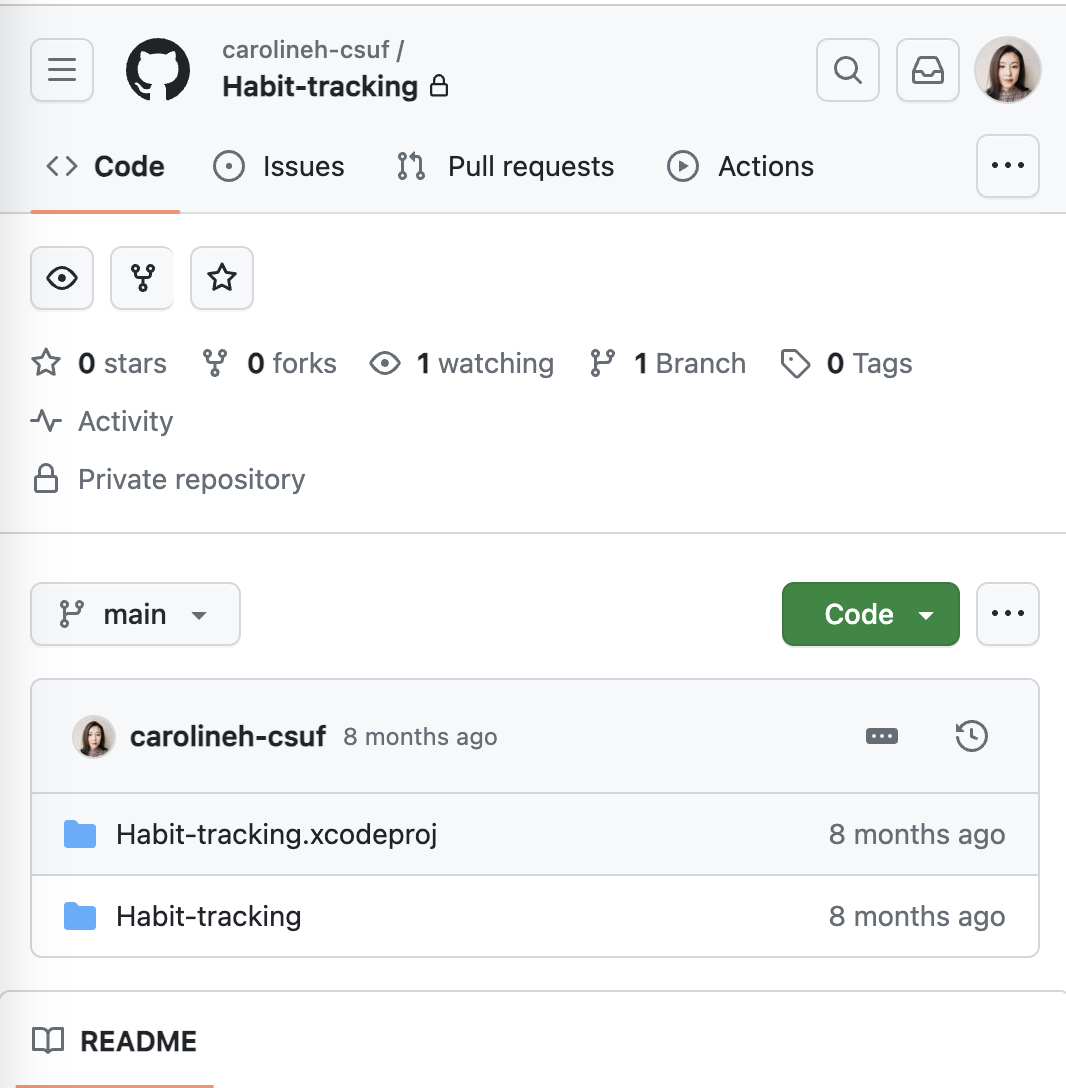 carolineh-csuf /
Habit-tracking
Code Issues Pull requests Actions
0 stars 0 forks 1 watching 1 Branch 0 Tags
Activity
Private repository
main Code
carolineh-csuf 8 months ago
Habit-tracking.xcodeproj 8 months ago
Habit-tracking 8 months ago
README